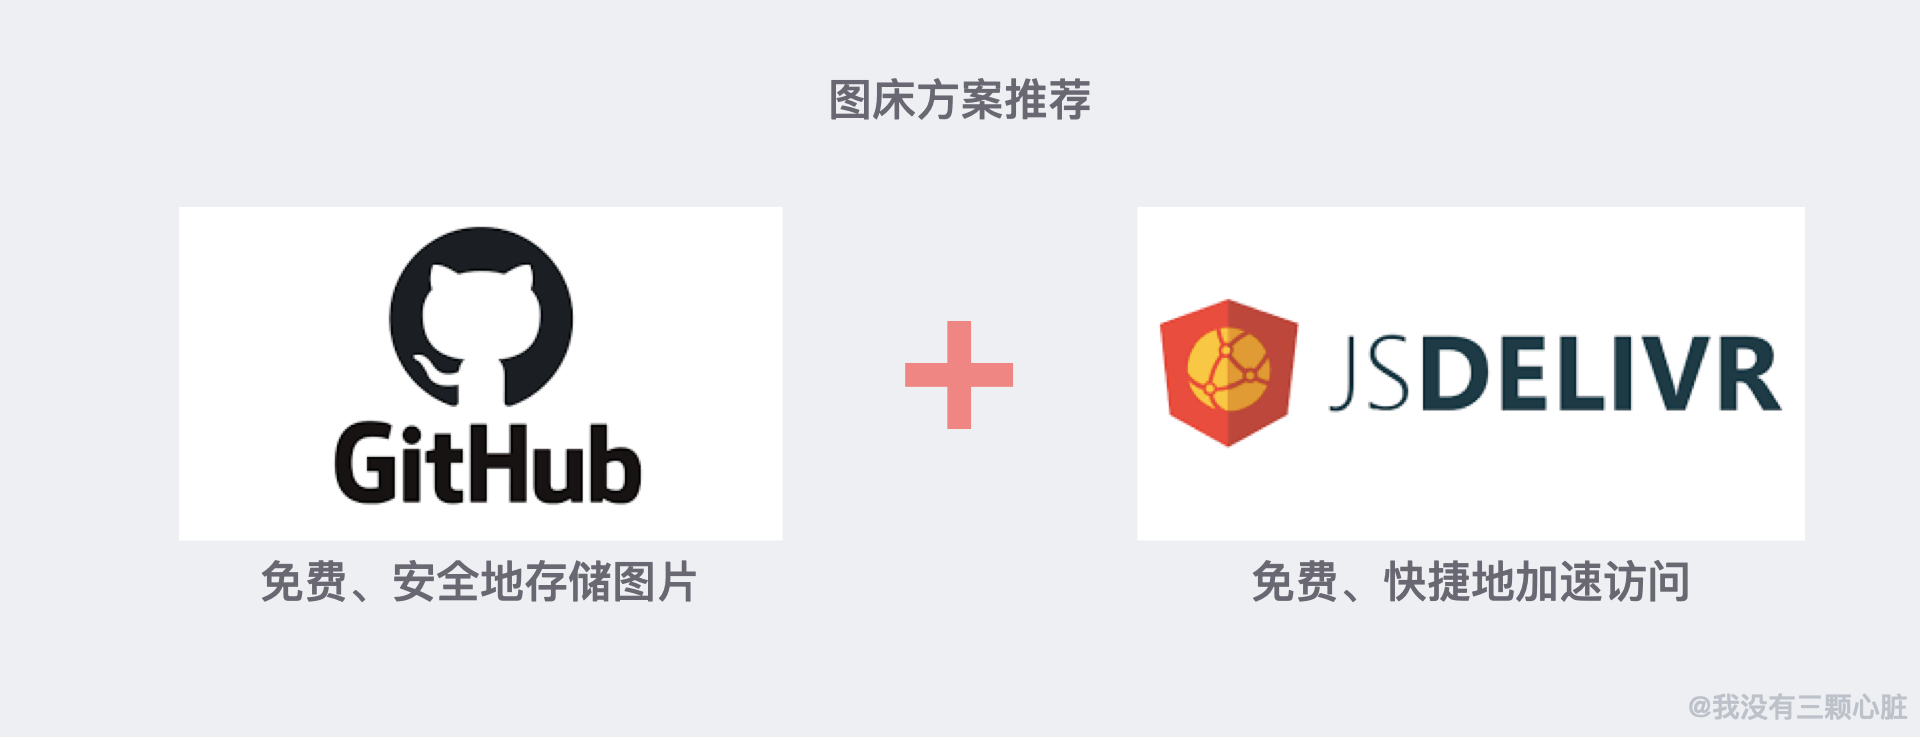 图床方案推荐
GitHub
JSDELIVR
免费、安全地存储图片
免费、快捷地加速访问
@我没有三颗心脏